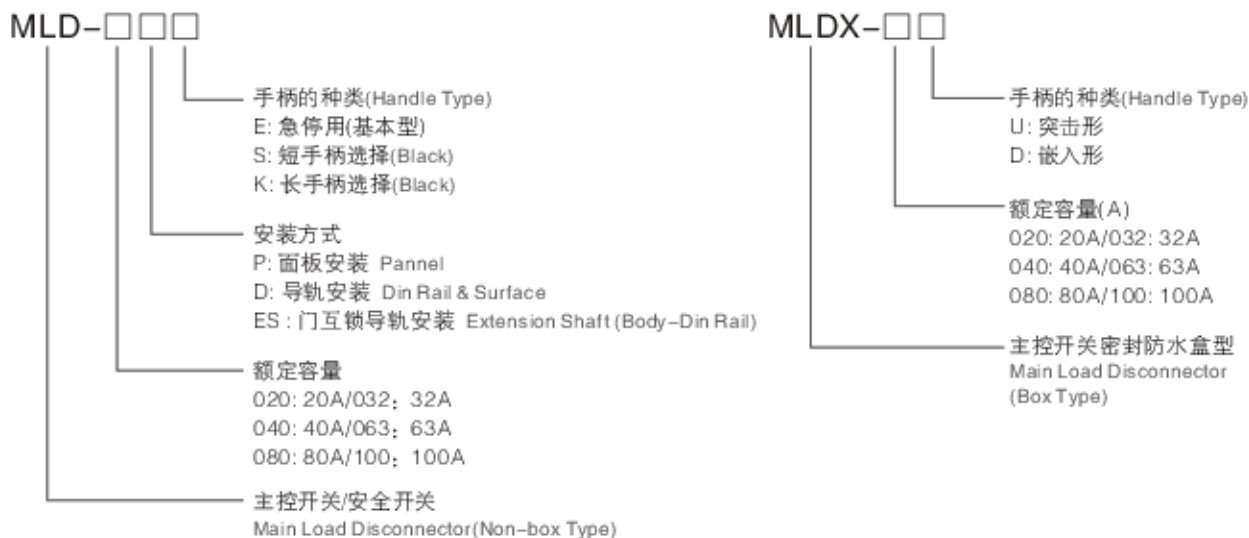 MLD-□□□
手柄的种类(Handle Type)
E: 急停用(基本型)
S: 短手柄选择(Black)
K: 长手柄选择(Black)
安装方式
P: 面板安装 Pannel
D: 导轨安装 Din Rail & Surface
ES : 门互锁导轨安装 Extension Shaft (Body-Din Rail)
额定容量
020: 20A/032: 32A
040: 40A/063: 63A
080: 80A/100: 100A
主控开关/安全开关
Main Load Disconnector(Non-box Type)
MLDX-□□
手柄的种类(Handle Type)
U: 突击形
D: 嵌入形
额定容量(A)
020: 20A/032: 32A
040: 40A/063: 63A
080: 80A/100: 100A
主控开关密封防水盒型
Main Load Disconnector
(Box Type)